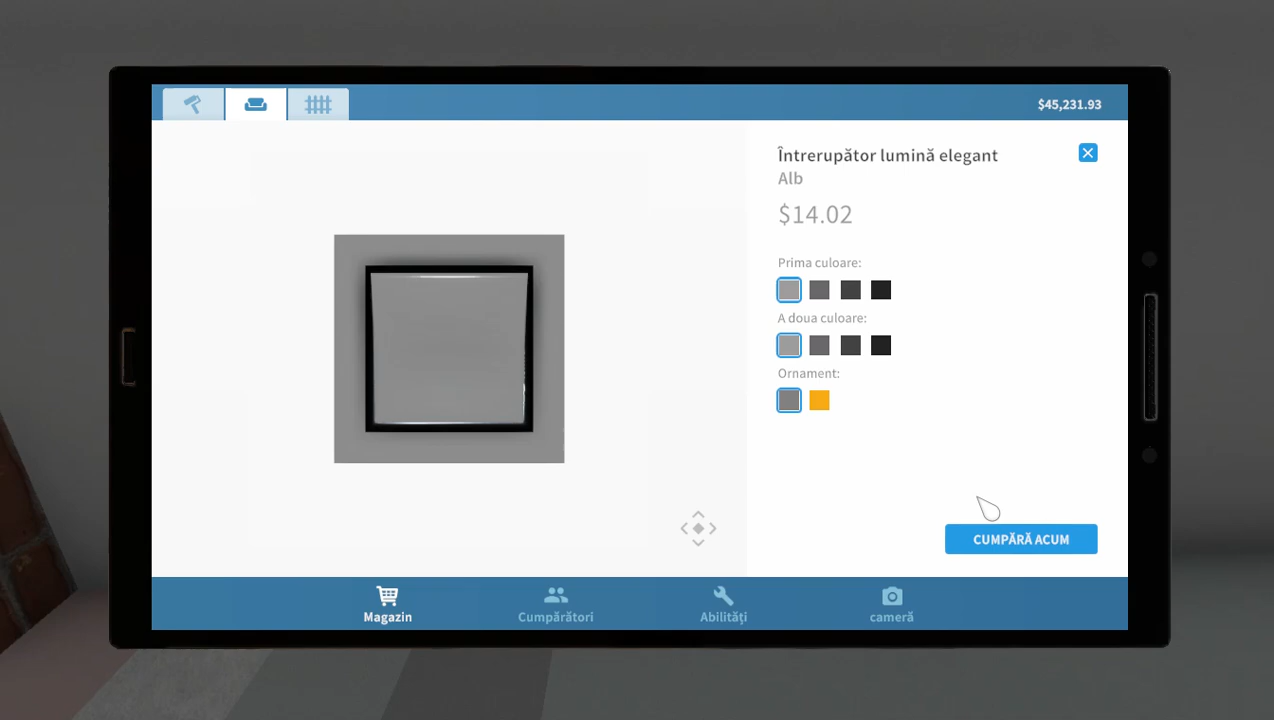 $45,231.93
Întrerupător lumină elegant
Alb
$14.02
Prima culoare:
A doua culoare:
Ornament:
CUMPĂRĂ ACUM
Magazin
Cumpărători
Abilități
cameră